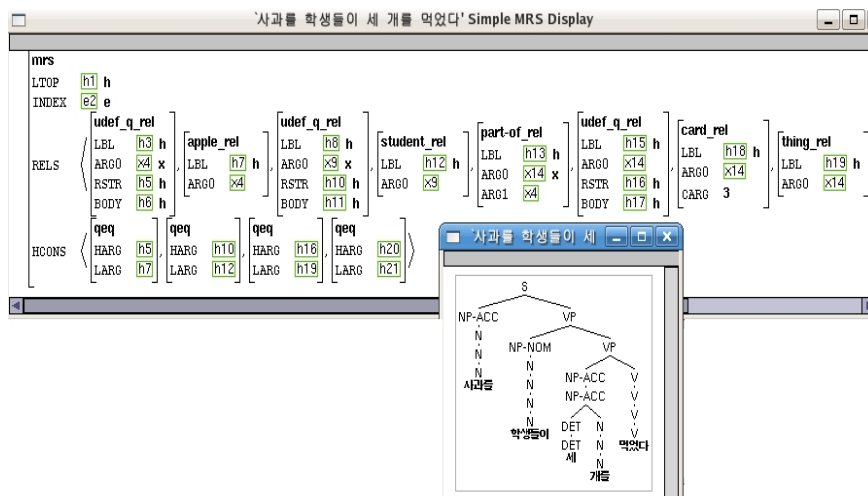 '사과를 학생들이 세 개를 먹었다' Simple MRS Display
mrs
LTOP h1 h
INDEX e2 e
RELS
udef_q_rel
LBL h3 h
ARG0 x4 x
RSTR h5 h
BODY h6 h
apple_rel
LBL h7 h
ARG0 x4
udef_q_rel
LBL h8 h
ARG0 x9 x
RSTR h10 h
BODY h11 h
student_rel
LBL h12 h
ARG0 x9
part-of_rel
LBL h13 h
ARG0 x14 x
ARG1 x4
udef_q_rel
LBL h15 h
ARG0 x14
RSTR h16 h
BODY h17 h
card_rel
LBL h18 h
ARG0 x14
CARG 3
thing_rel
LBL h19 h
ARG0 x14
HCONS
qeq
HARG h5
LARG h7
qeq
HARG h10
LARG h12
qeq
HARG h16
LARG h19
qeq
HARG h20
LARG h21
'사과를 학생들이 세
S
NP-ACC VP
N NP-NOM VP
N N NP-ACC V
N N NP-ACC V
N N DET N V
사과를 N DET N V
N 세 N 먹었다
학생들이 개를